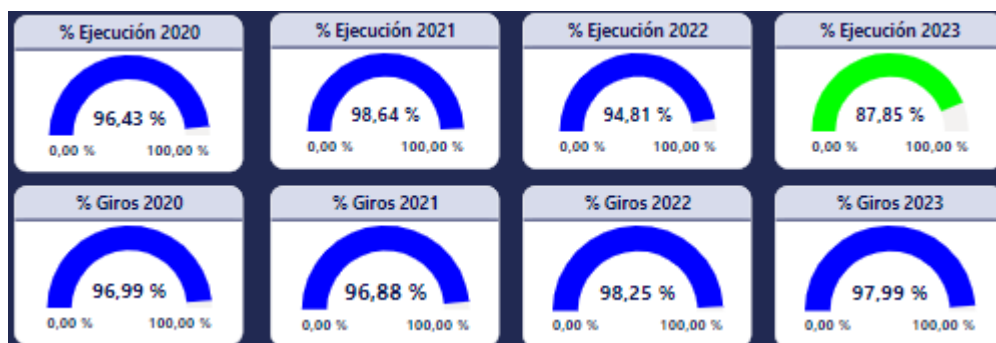 % Ejecución 2020
96,43 %
0,00 % 100,00 %
% Ejecución 2021
98,64 %
0,00 % 100,00 %
% Ejecución 2022
94,81 %
0,00 % 100,00 %
% Ejecución 2023
87,85 %
0,00 % 100,00 %
% Giros 2020
96,99 %
0,00 % 100,00 %
% Giros 2021
96,88 %
0,00 % 100,00 %
% Giros 2022
98,25 %
0,00 % 100,00 %
% Giros 2023
97,99 %
0,00 % 100,00 %